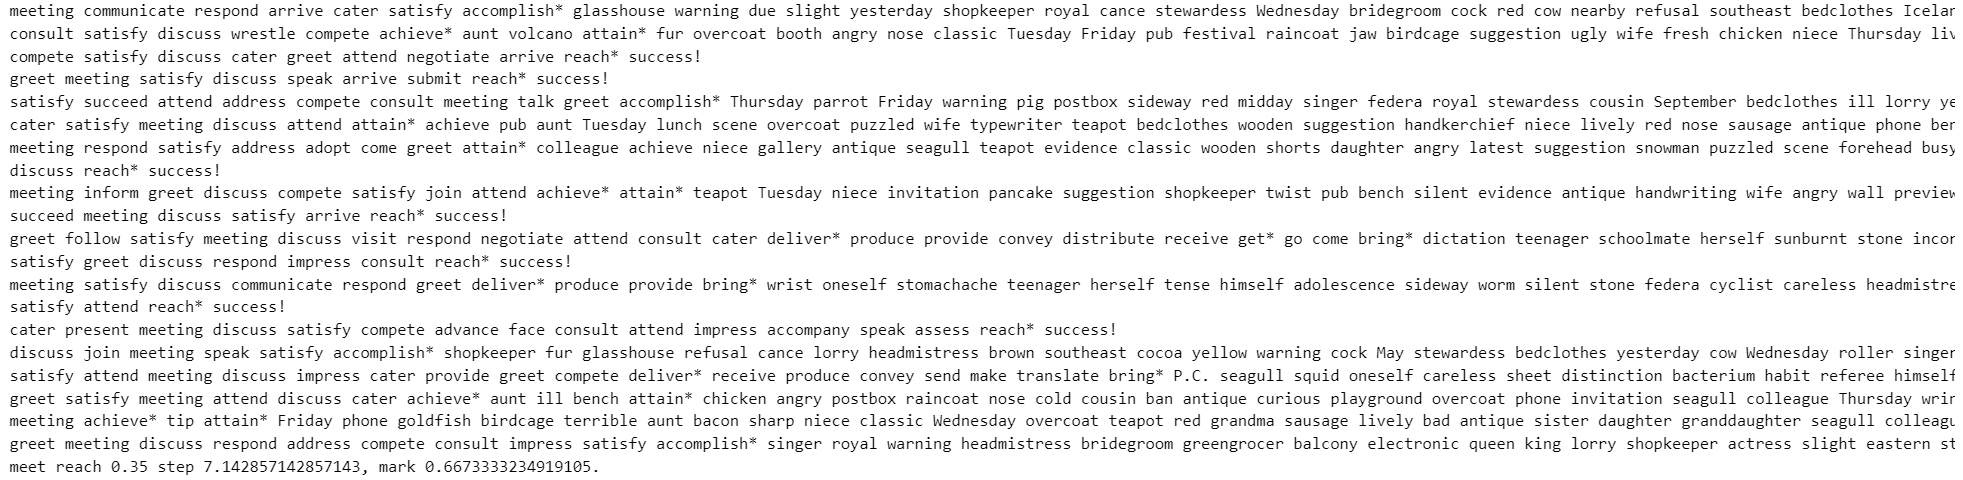 meeting communicate respond arrive cater satisfy accomplish* glasshouse warning due slight yesterday shopkeeper royal cance stewardess Wednesday bridegroom cock red cow nearby refusal southeast bedclothes Icelan
consult satisfy discuss wrestle compete achieve* aunt volcano attain* fur overcoat booth angry nose classic Tuesday Friday pub festival raincoat jaw birdcage suggestion ugly wife fresh chicken niece Thursday liv
compete satisfy discuss cater greet attend negotiate arrive reach* success!
greet meeting satisfy discuss speak arrive submit reach* success!
satisfy succeed attend address compete consult meeting talk greet accomplish* Thursday parrot Friday warning pig postbox sideway red midday singer federa royal stewardess cousin September bedclothes ill lorry ye
cater satisfy meeting discuss attend attain* achieve pub aunt Tuesday lunch scene overcoat puzzled wife typewriter teapot bedclothes wooden suggestion handkerchief niece lively red nose sausage antique phone ben
meeting respond satisfy address adopt come greet attain* colleague achieve niece gallery antique seagull teapot evidence classic wooden shorts daughter angry latest suggestion snowman puzzled scene forehead busy
discuss reach* success!
meeting inform greet discuss compete satisfy join attend achieve* attain* teapot Tuesday niece invitation pancake suggestion shopkeeper twist pub bench silent evidence antique handwriting wife angry wall preview
succeed meeting discuss satisfy arrive reach* success!
greet follow satisfy meeting discuss visit respond negotiate attend consult cater deliver* produce provide convey distribute receive get* go come bring* dictation teenager schoolmate herself sunburnt stone incor
satisfy greet discuss respond impress consult reach* success!
meeting satisfy discuss communicate respond greet deliver* produce provide bring* wrist oneself stomachache teenager herself tense himself adolescence sideway worm silent stone federa cyclist careless headmistre
satisfy attend reach* success!
cater present meeting discuss satisfy compete advance face consult attend impress accompany speak assess reach* success!
discuss join meeting speak satisfy accomplish* shopkeeper fur glasshouse refusal cance lorry headmistress brown southeast cocoa yellow warning cock May stewardess bedclothes yesterday cow Wednesday roller singer
satisfy attend meeting discuss impress cater provide greet compete deliver* receive produce convey send make translate bring* P.C. seagull squid oneself careless sheet distinction bacterium habit referee himself
greet satisfy meeting attend discuss cater achieve* aunt ill bench attain* chicken angry postbox raincoat nose cold cousin ban antique curious playground overcoat phone invitation seagull colleague Thursday wrin
meeting achieve* tip attain* Friday phone goldfish birdcage terrible aunt bacon sharp niece classic Wednesday overcoat teapot red grandma sausage lively bad antique sister daughter granddaughter seagull colleagu
greet meeting discuss respond address compete consult impress satisfy accomplish* singer royal warning headmistress bridegroom greengrocer balcony electronic queen king lorry shopkeeper actress slight eastern st
meet reach 0.35 step 7.142857142857143, mark 0.6673333234919105.